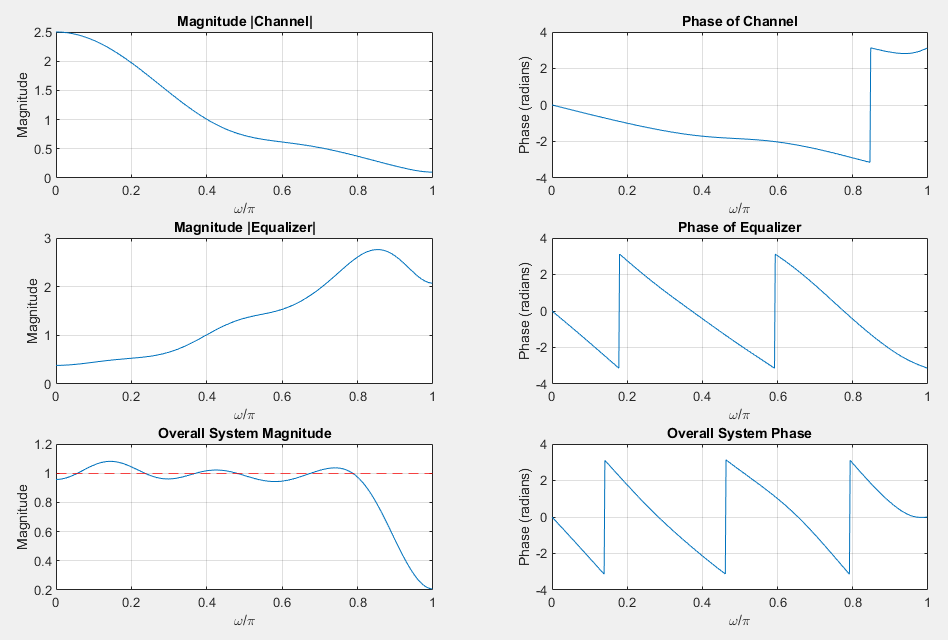 Magnitude |Channel|
Magnitude
2.5
2
1.5
1
0.5
0
0 0.2 0.4 0.6 0.8 1
ω/π
Phase of Channel
Phase (radians)
4
2
0
-2
-4
0 0.2 0.4 0.6 0.8 1
ω/π
Magnitude |Equalizer|
Magnitude
3
2
1
0
0 0.2 0.4 0.6 0.8 1
ω/π
Phase of Equalizer
Phase (radians)
4
2
0
-2
-4
0 0.2 0.4 0.6 0.8 1
ω/π
Overall System Magnitude
Magnitude
1.2
1
0.8
0.6
0.4
0.2
0 0.2 0.4 0.6 0.8 1
ω/π
Overall System Phase
Phase (radians)
4
2
0
-2
-4
0 0.2 0.4 0.6 0.8 1
ω/π